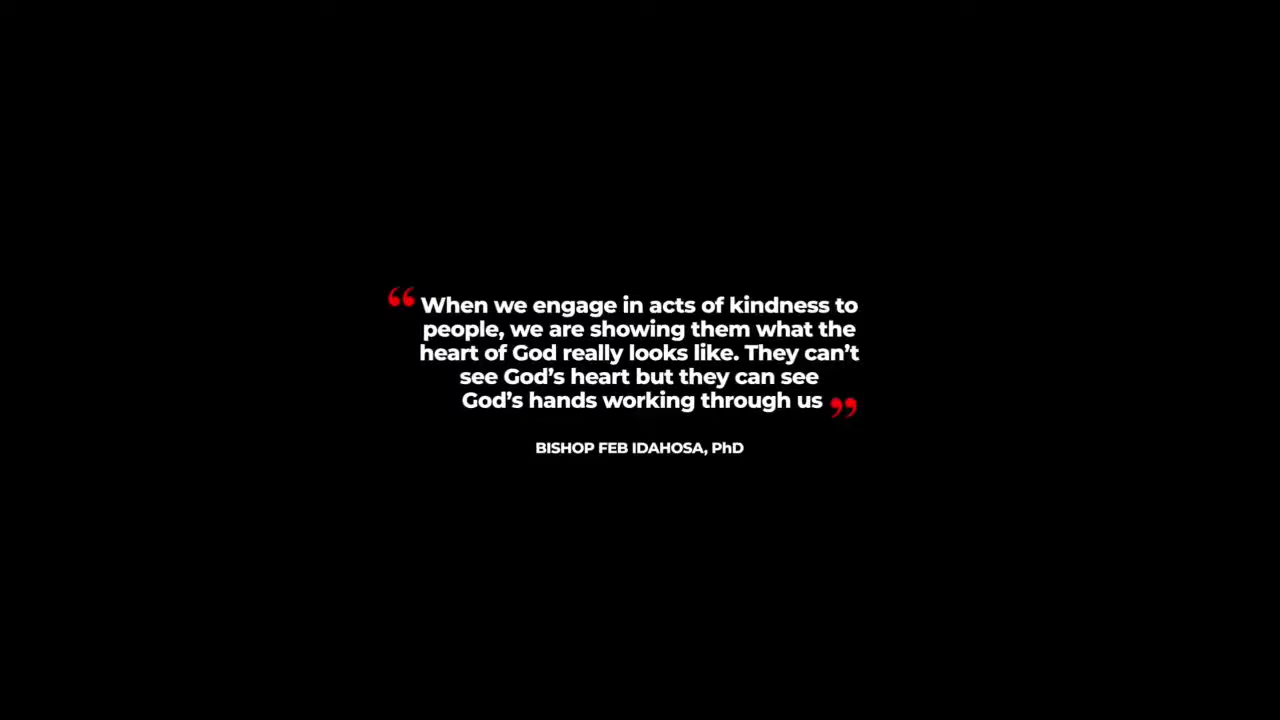 “When we engage in acts of kindness to
people, we are showing them what the
heart of God really looks like. They can’t
see God’s heart but they can see
God’s hands working through us”
BISHOP FEB IDAHOSA, PhD